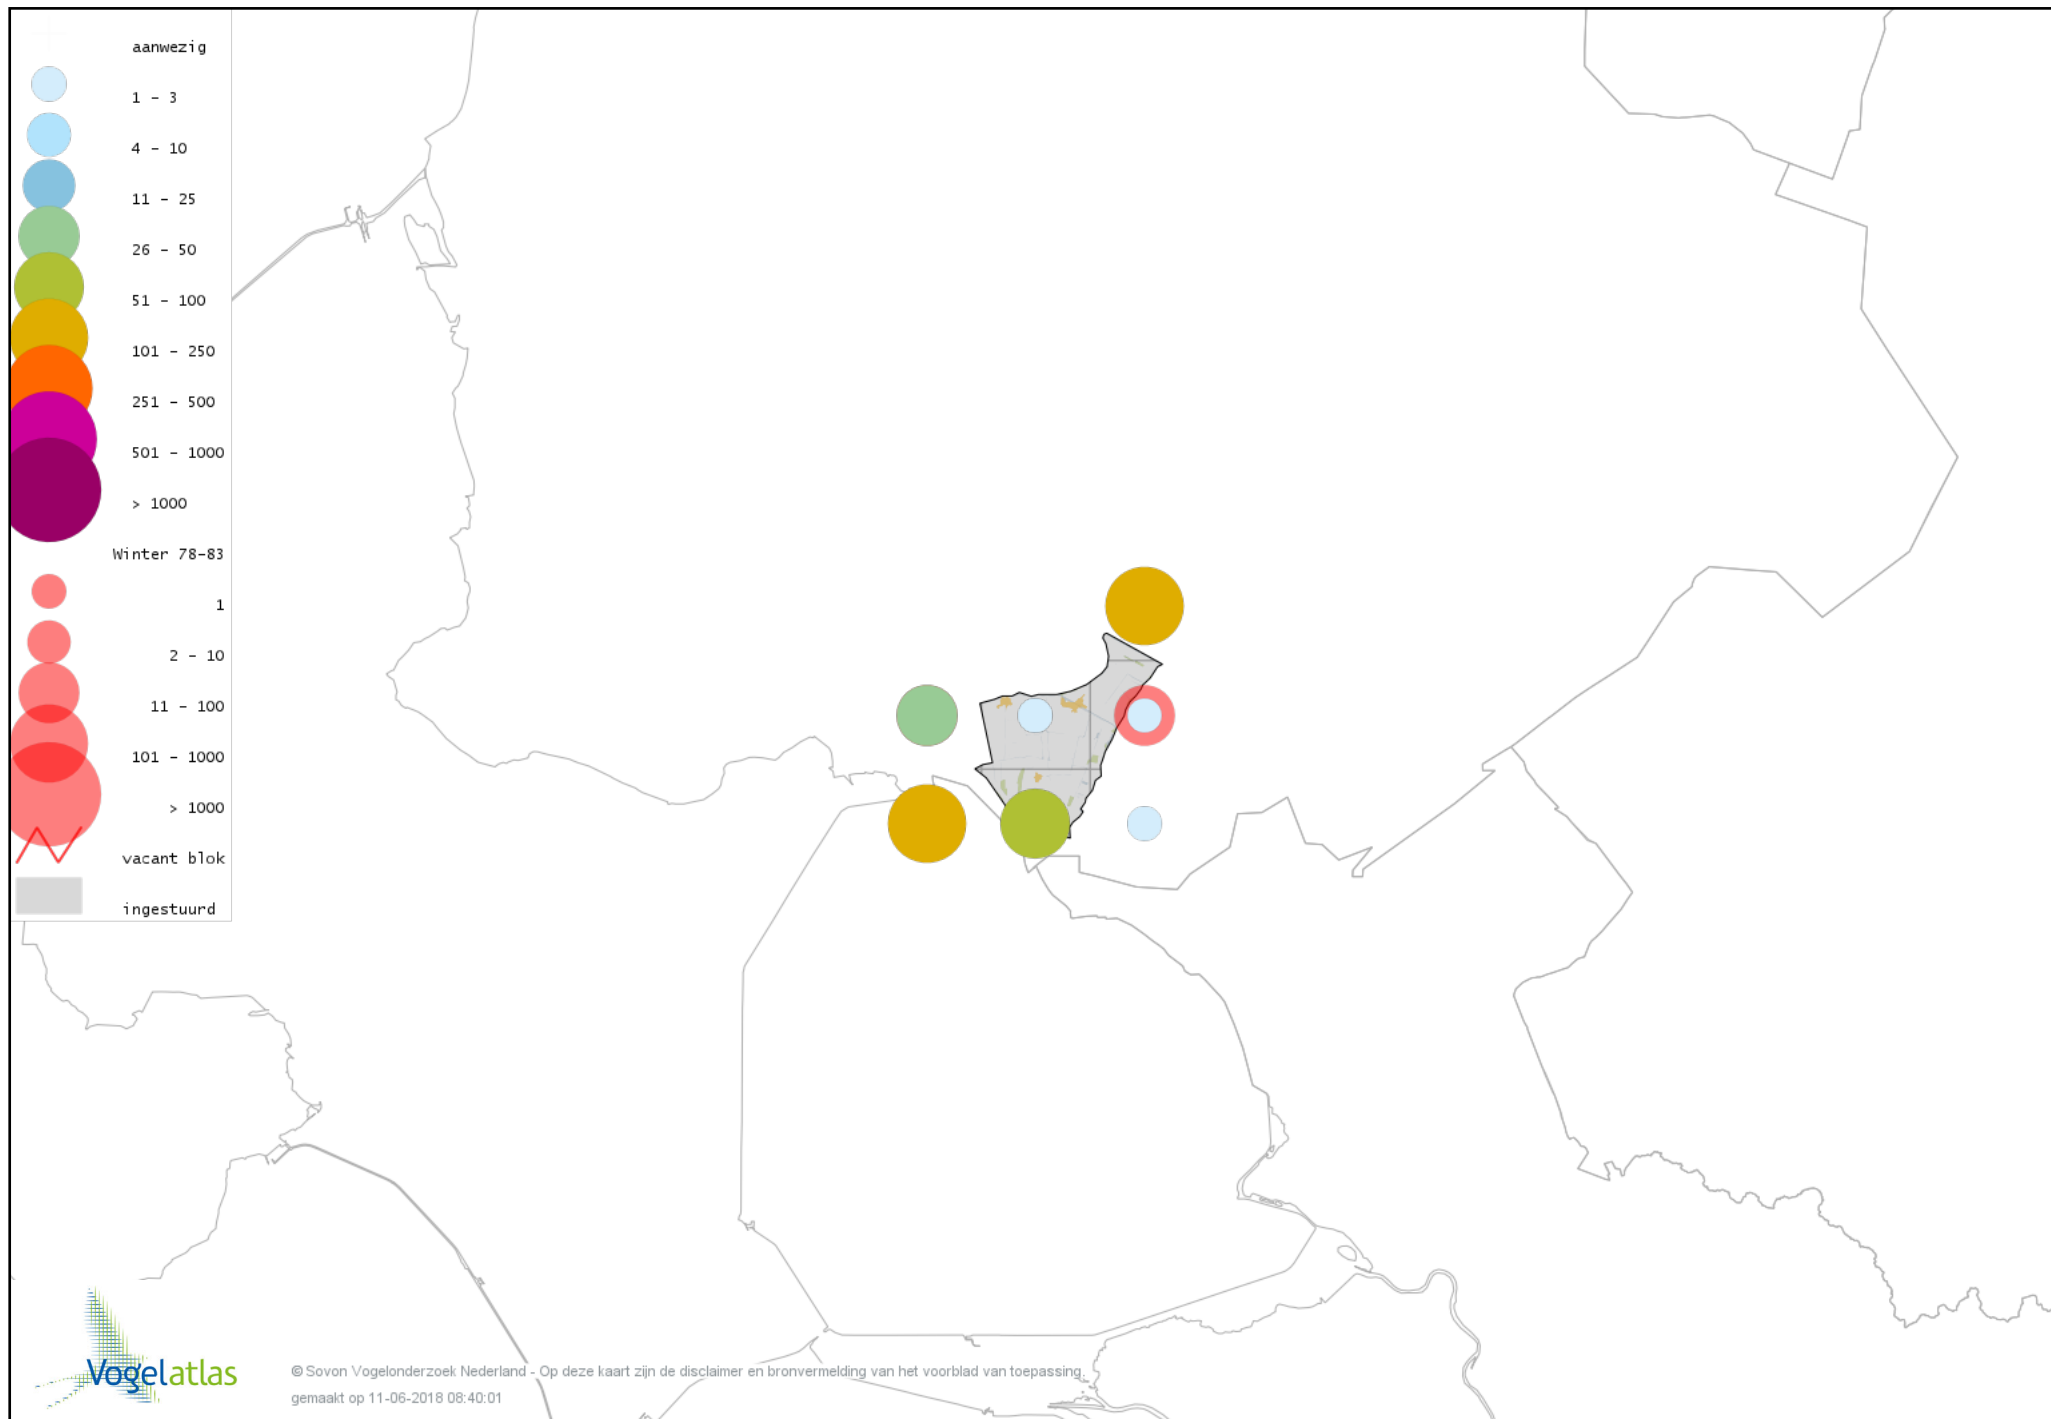 aanwezig
1 - 3
4 - 10
11 - 25
26 - 50
51 - 100
101 - 250
251 - 500
501 - 1000
> 1000
Winter 78-83
1
2 - 10
11 - 100
101 - 1000
> 1000
vacant blok
ingestuurd
Vogelatlas
© Sovon Vogelonderzoek Nederland - Op deze kaart zijn de disclaimer en bronvermelding van het voorblad van toepassing.
gemaakt op 11-06-2018 08:40:01